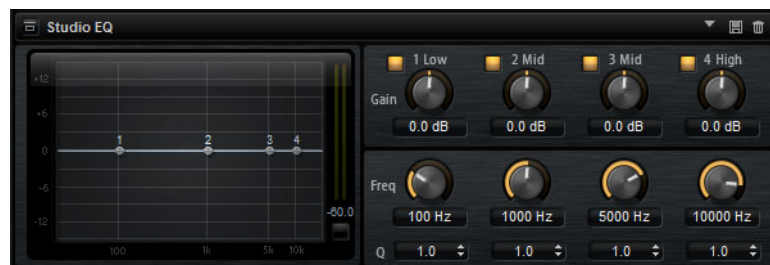 Studio EQ
+12
+6
0
-6
-12
1 2 3 4
100 1k 5k 10k
-60.0
1 Low 2 Mid 3 Mid 4 High
Gain
0.0 dB 0.0 dB 0.0 dB 0.0 dB
Freq
100 Hz 1000 Hz 5000 Hz 10000 Hz
Q 1.0 1.0 1.0 1.0